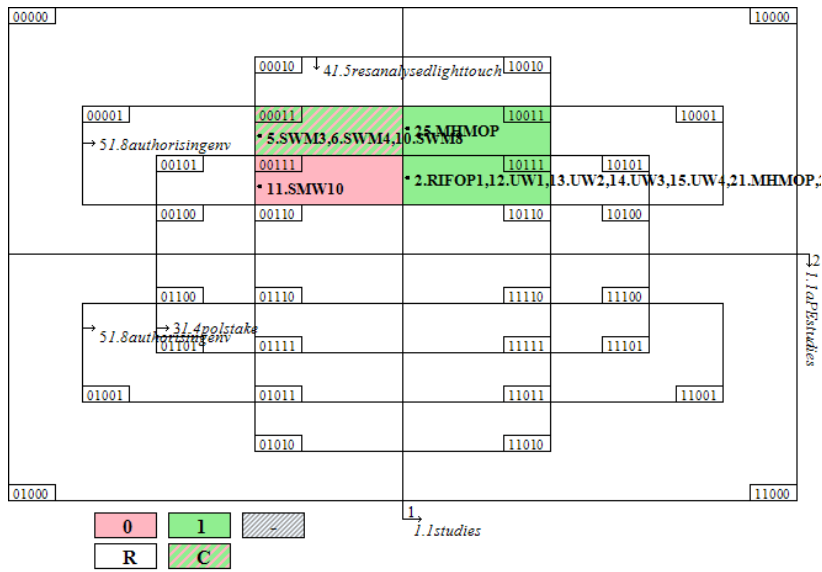 00000 10000
00010 10010
41.5resanalysedlighttouch
00001 00011 10011 10001
25.MHMOP
5.SWM3,6.SWM4,10.SWM8
51.8authorisingenv
00101 00111 10111 10101
2.RIFOP1,12.UW1,13.UW2,14.UW3,15.UW4,21.MHMOP,2
11.SMW10
00100 00110 10110 10100
2
1.1aPEstudies
01100 01110 11110 11100
31.4polstake
51.8authorisingenv
01101 01111 11111 11101
01001 01011 11011 11001
01010 11010
01000 11000
1
1.1studies
0 1 -
R C